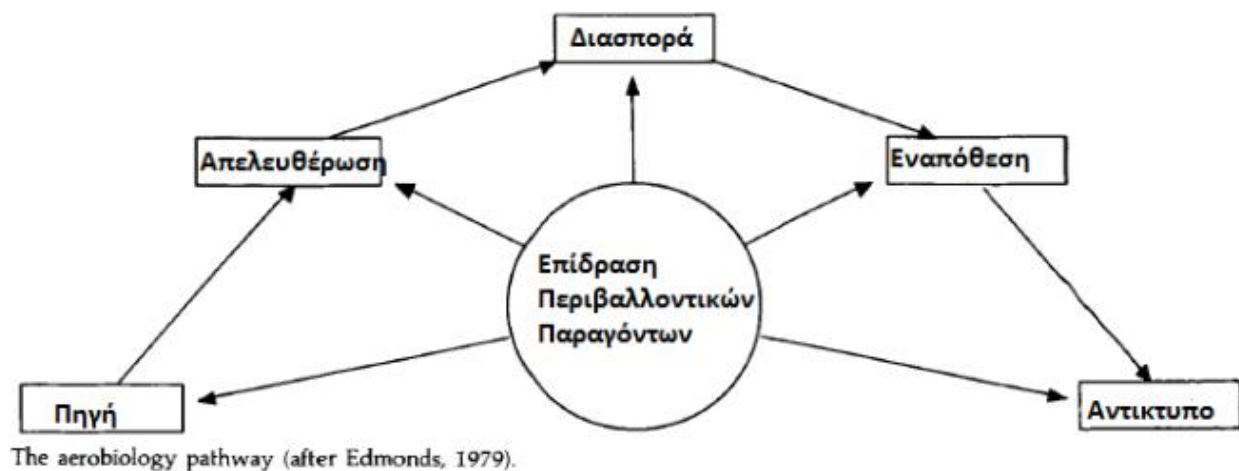 Διασπορά
Απελευθέρωση
Εναπόθεση
Επίδραση
Περιβαλλοντικών
Παραγόντων
Πηγή
Αντικτυπο
The aerobiology pathway (after Edmonds, 1979).